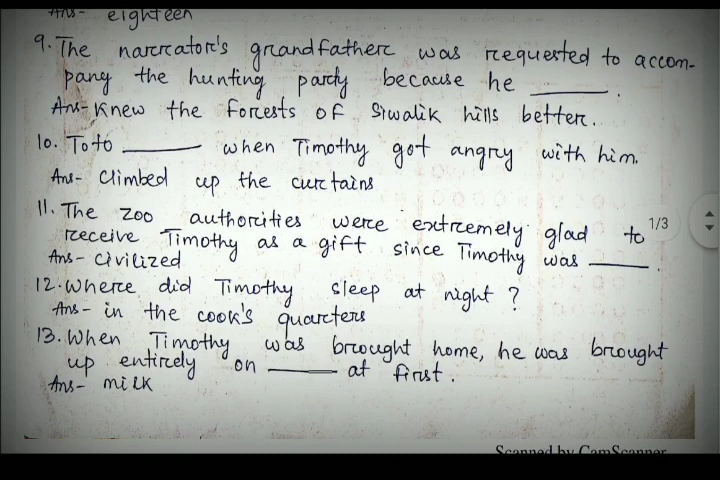 Ans- eighteen
9. The narrator's grandfather was requested to accom-
pany the hunting party because he ______.
Ans- Knew the forests of Siwalik hills better.
10. Toto ______ when Timothy got angry with him.
Ans- Climbed up the curtains
11. The zoo authorities were extremely glad to
receive Timothy as a gift since Timothy was ______.
Ans- Civilized
12. Where did Timothy sleep at night?
Ans- in the cook's quarters
13. When Timothy was brought home, he was brought
up entirely on ______ at first.
Ans- milk
1/3
Scanned by CamScanner